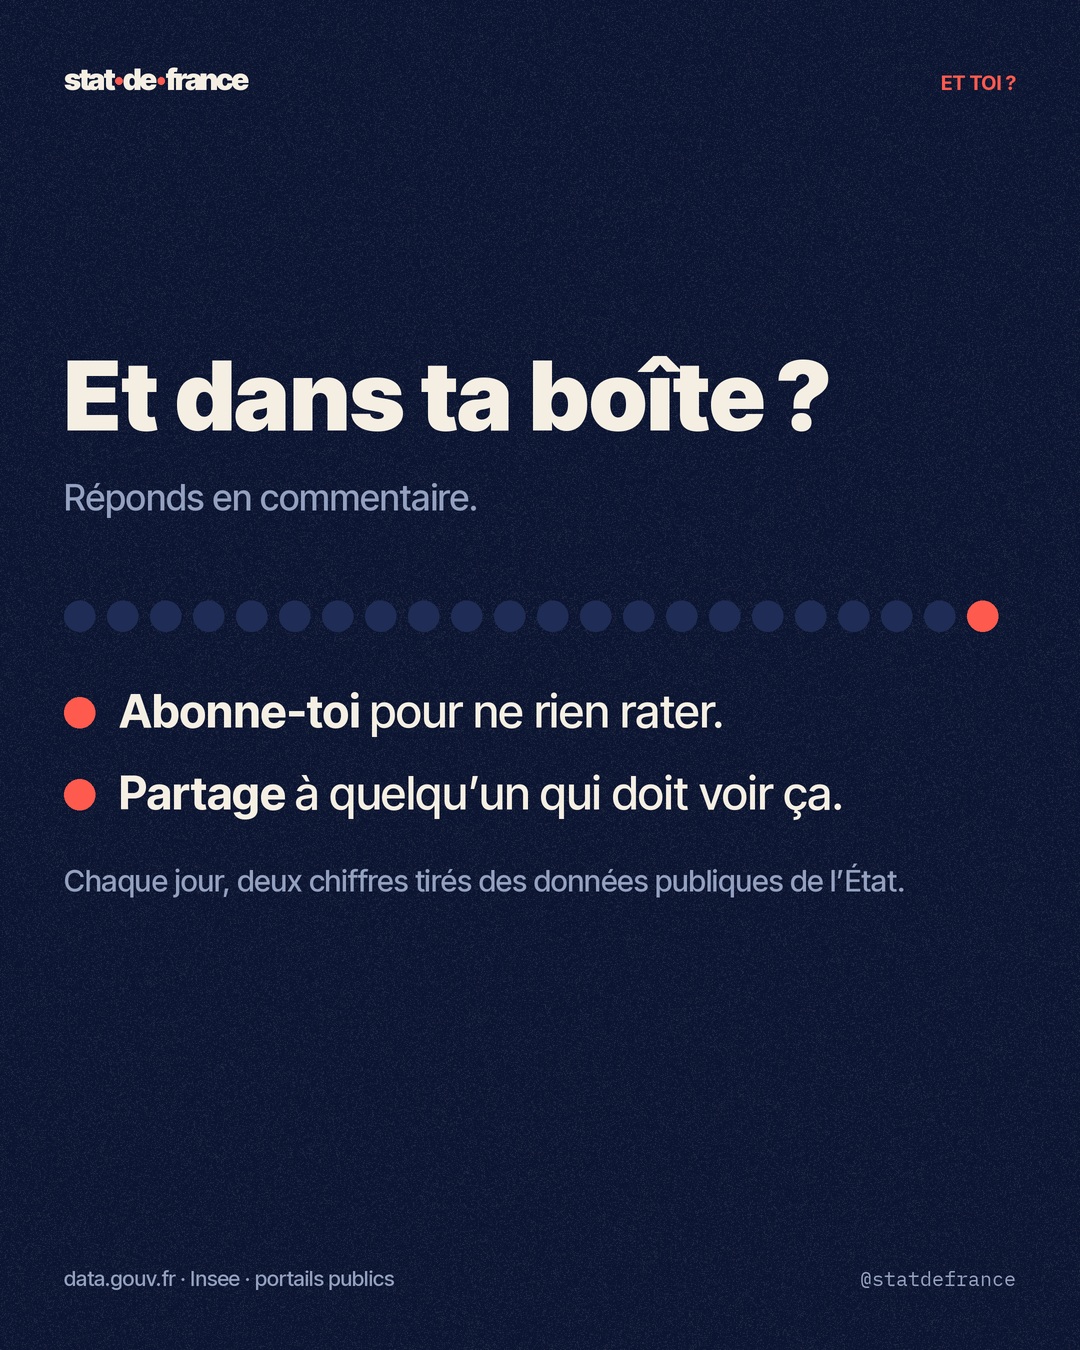 stat·de·france
ET TOI ?
Et dans ta boîte ?
Réponds en commentaire.
Abonne-toi pour ne rien rater.
Partage à quelqu’un qui doit voir ça.
Chaque jour, deux chiffres tirés des données publiques de l’État.
data.gouv.fr · Insee · portails publics
@statdefrance